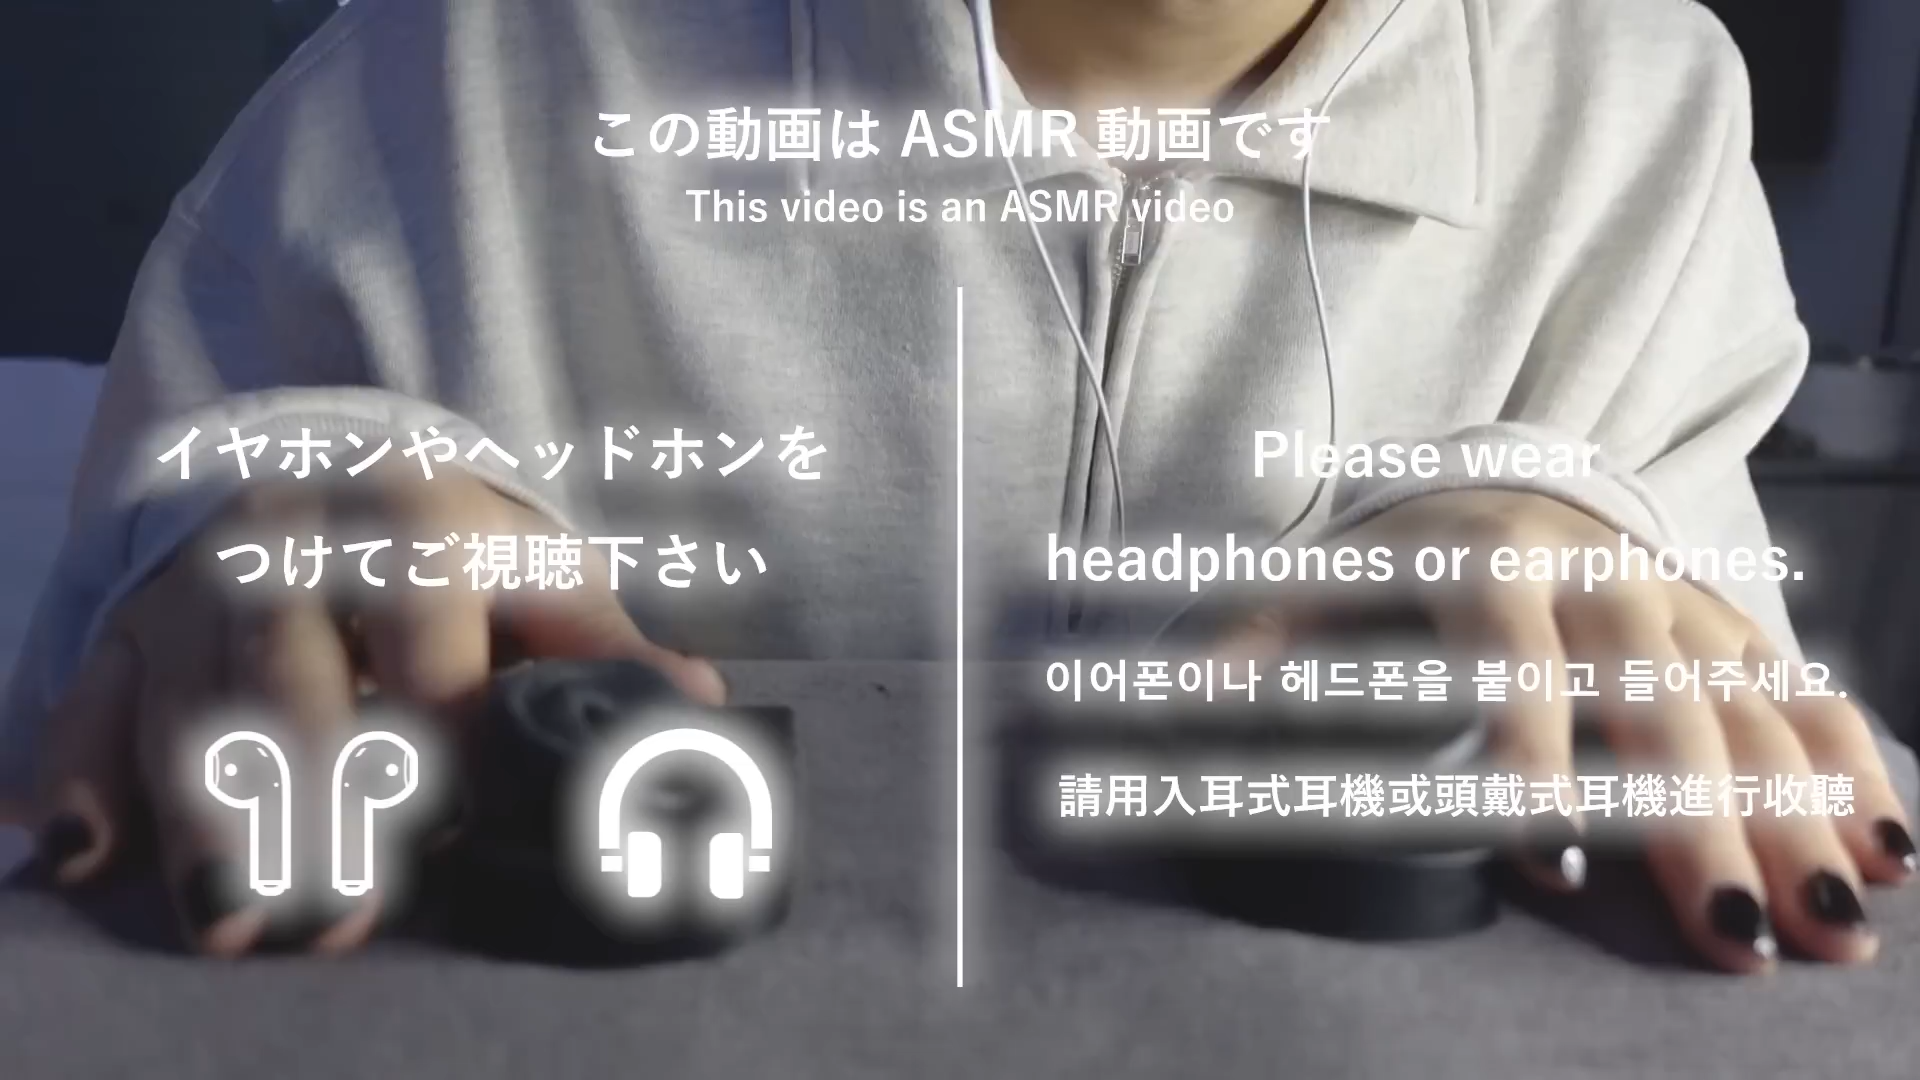 この動画は ASMR 動画です
This video is an ASMR video
イヤホンやヘッドホンを
つけてご視聴下さい
Please wear
headphones or earphones.
이어폰이나 헤드폰을 붙이고 들어주세요.
請用入耳式耳機或頭戴式耳機進行收聽